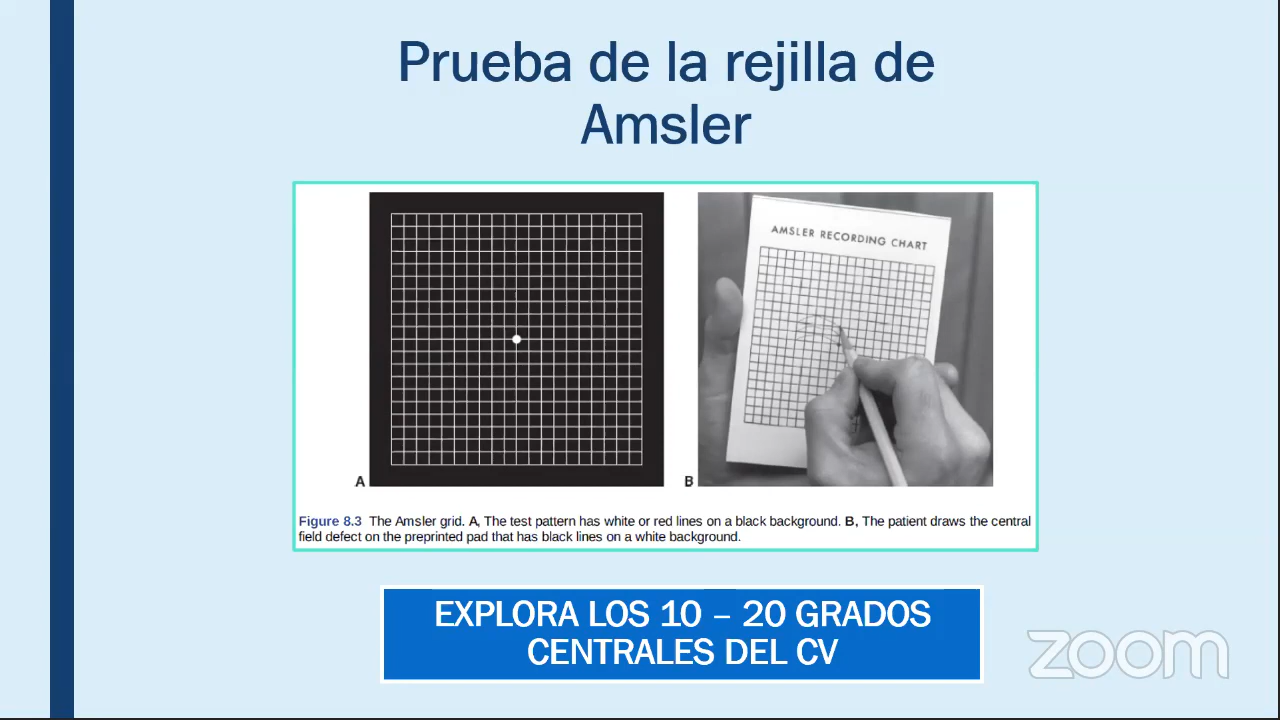 Prueba de la rejilla de
Amsler
AMSLER RECORDING CHART
A
B
Figure 8.3 The Amsler grid. A, The test pattern has white or red lines on a black background. B, The patient draws the central
field defect on the preprinted pad that has black lines on a white background.
EXPLORA LOS 10 – 20 GRADOS
CENTRALES DEL CV
zoom